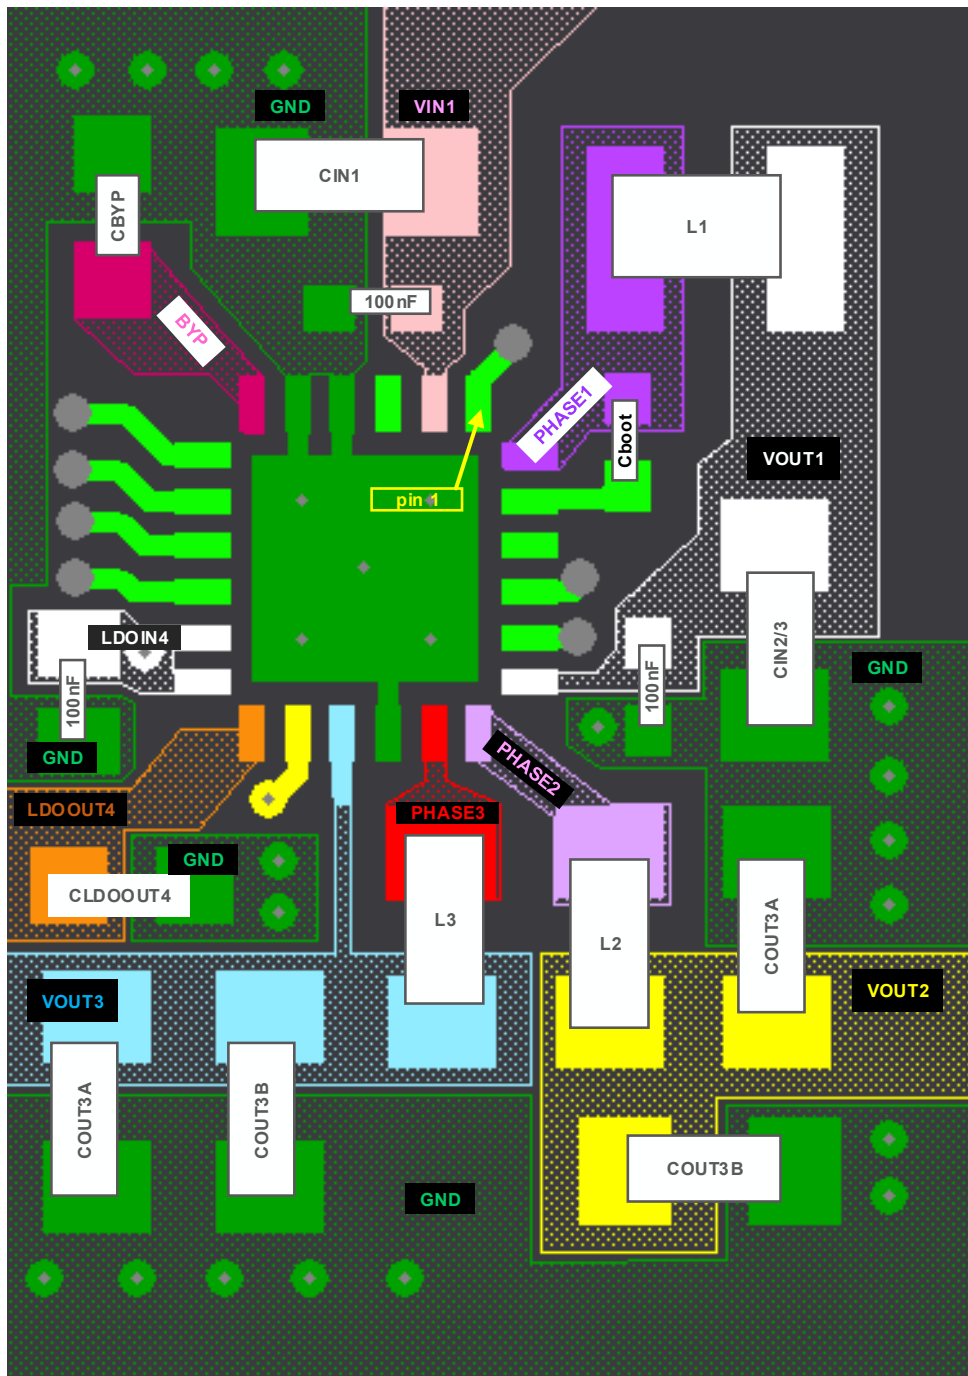 GND
VIN1
CIN1
CBYP
L1
100nF
BYP
PHASE1
Cboot
VOUT1
pin 1
LDOIN4
CIN2/3
GND
100nF
100nF
GND
PHASE2
LDOOUT4
PHASE3
GND
CLDOOUT4
L3
L2
COUT3A
VOUT3
VOUT2
COUT3A
COUT3B
COUT3B
GND